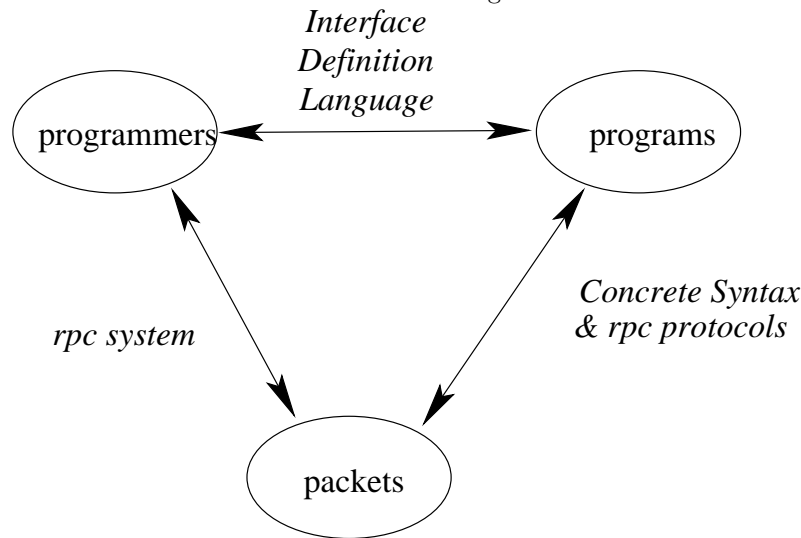 Interface
Definition
Language
programmers
programs
Concrete Syntax
& rpc protocols
rpc system
packets